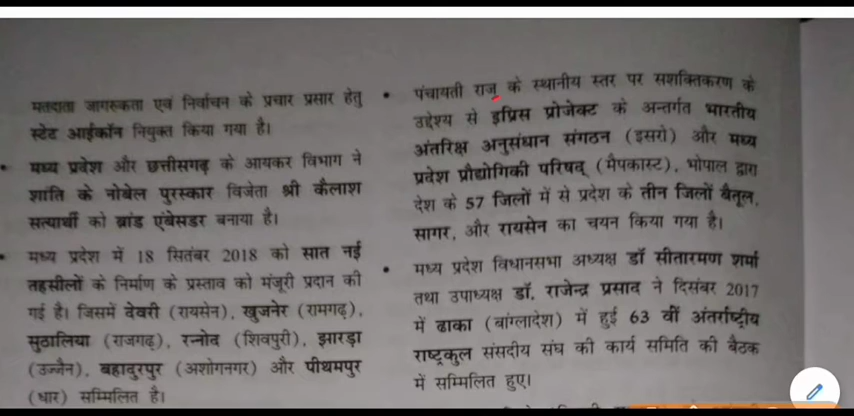 मतदाता जागरुकता एवं निर्वाचन के प्रचार प्रसार हेतु
स्टेट आईकॉन नियुक्त किया गया है।
• मध्य प्रदेश और छत्तीसगढ़ के आयकर विभाग ने
शांति के नोबेल पुरस्कार विजेता श्री कैलाश
सत्यार्थी को ब्रांड एंबेसडर बनाया है।
• मध्य प्रदेश में 18 सितंबर 2018 को सात नई
तहसीलों के निर्माण के प्रस्ताव को मंजूरी प्रदान की
गई है। जिसमें देवरी (रायसेन), खुजनेर (रामगढ़),
सुठालिया (राजगढ़), रन्नोद (शिवपुरी), झारड़ा
(उज्जैन), बहादुरपुर (अशोगनगर) और पीथमपुर
(धार) सम्मिलित है।
• पंचायती राज के स्थानीय स्तर पर सशक्तिकरण के
उद्देश्य से इप्रिस प्रोजेक्ट के अन्तर्गत भारतीय
अंतरिक्ष अनुसंधान संगठन (इसरो) और मध्य
प्रदेश प्रौद्योगिकी परिषद् (मैपकास्ट), भोपाल द्वारा
देश के 57 जिलों में से प्रदेश के तीन जिलों बैतूल,
सागर, और रायसेन का चयन किया गया है।
• मध्य प्रदेश विधानसभा अध्यक्ष डॉ सीतारमण शर्मा
तथा उपाध्यक्ष डॉ. राजेन्द्र प्रसाद ने दिसंबर 2017
में ढाका (बांग्लादेश) में हुई 63 वीं अंतर्राष्ट्रीय
राष्ट्रकुल संसदीय संघ की कार्य समिति की बैठक
में सम्मिलित हुए।